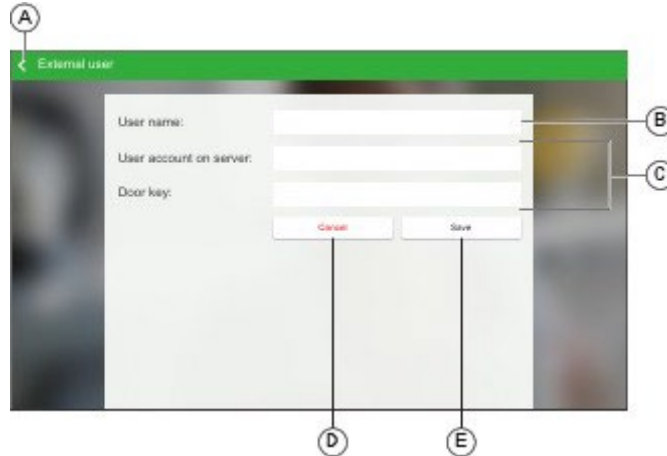 A
External user
User name:
B
User account on server:
C
Door key:
Cancel
Save
D
E